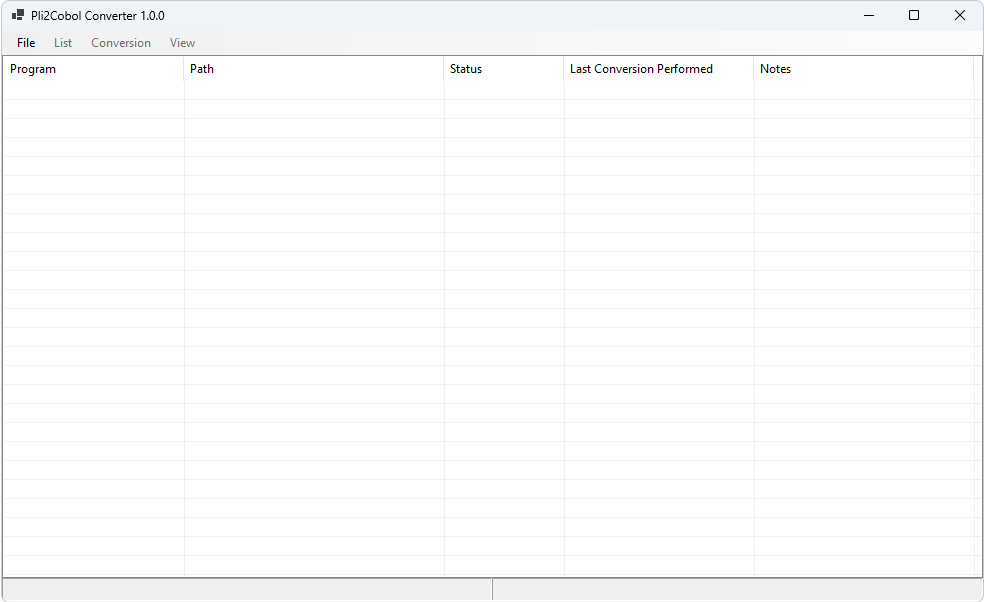 Pli2Cobol Converter 1.0.0
File List Conversion View
Program Path Status Last Conversion Performed Notes